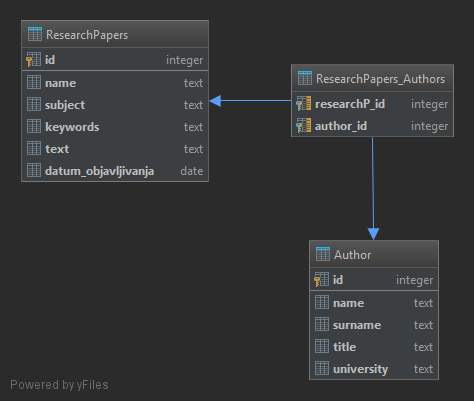 ResearchPapers
id integer
name text
subject text
keywords text
text text
datum_objavljivanja date
ResearchPapers_Authors
researchP_id integer
author_id integer
Author
id integer
name text
surname text
title text
university text
Powered by yFiles